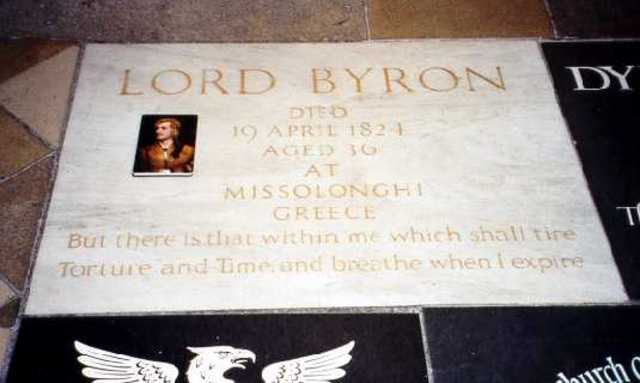 LORD BYRON
DIED
19 APRIL 1824
AGED 36
AT
MISSOLONGHI
GREECE
But there is that within me which shall tire
Torture and Time, and breathe when I expire
DY
T
hurch o